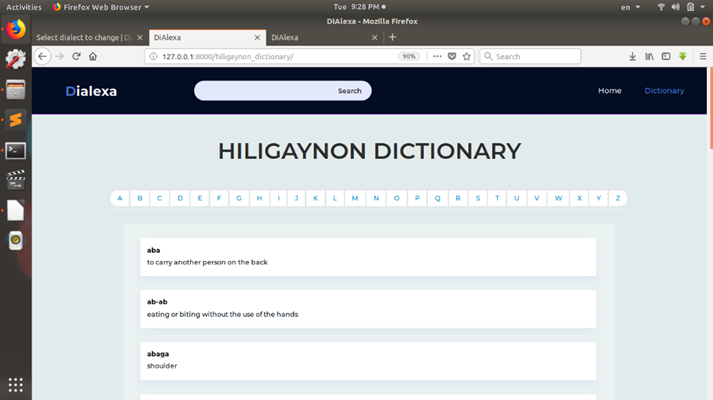 Activities Firefox Web Browser Tue 9:28 PM en
DiAlexa - Mozilla Firefox
Select dialect to change | Dj DiAlexa DiAlexa
127.0.0.1:8000/hiligaynon_dictionary/ 90% Search
Dialexa Search Home Dictionary
HILIGAYNON DICTIONARY
A B C D E F G H I J K L M N O P Q R S T U V W X Y Z
aba
to carry another person on the back
ab-ab
eating or biting without the use of the hands
abaga
shoulder